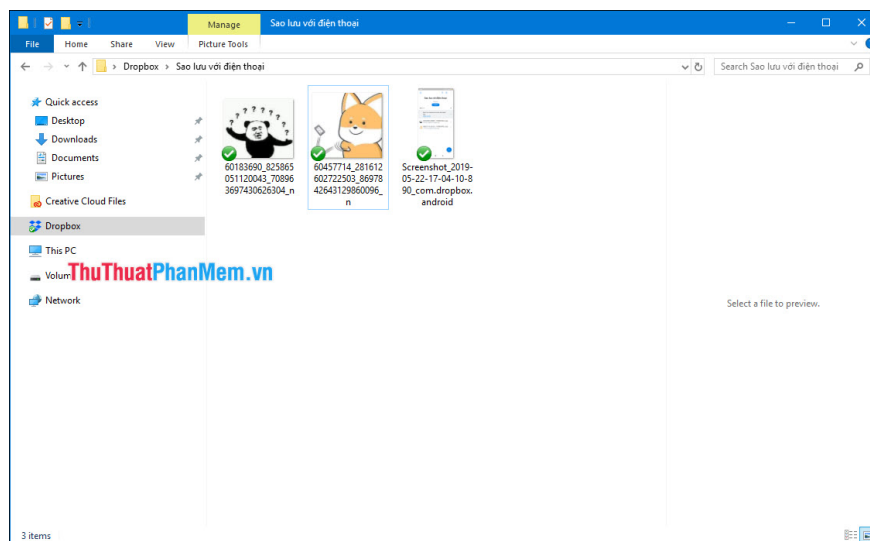 Manage
Sao lưu với điện thoại
File
Home
Share
View
Picture Tools
Dropbox
Sao lưu với điện thoại
Search Sao lưu với điện thoại
Quick access
Desktop
Downloads
Documents
Pictures
Creative Cloud Files
Dropbox
This PC
Volum
ThuThuatPhanMem.vn
Network
? ? ? ? ? ? ?
60183690_825865
051120043_70896
3697430626304_n
60457714_281612
602722503_86978
42643129860096_
n
Screenshot_2019-
05-22-17-04-10-8
90_com.dropbox.
android
Select a file to preview.
3 items